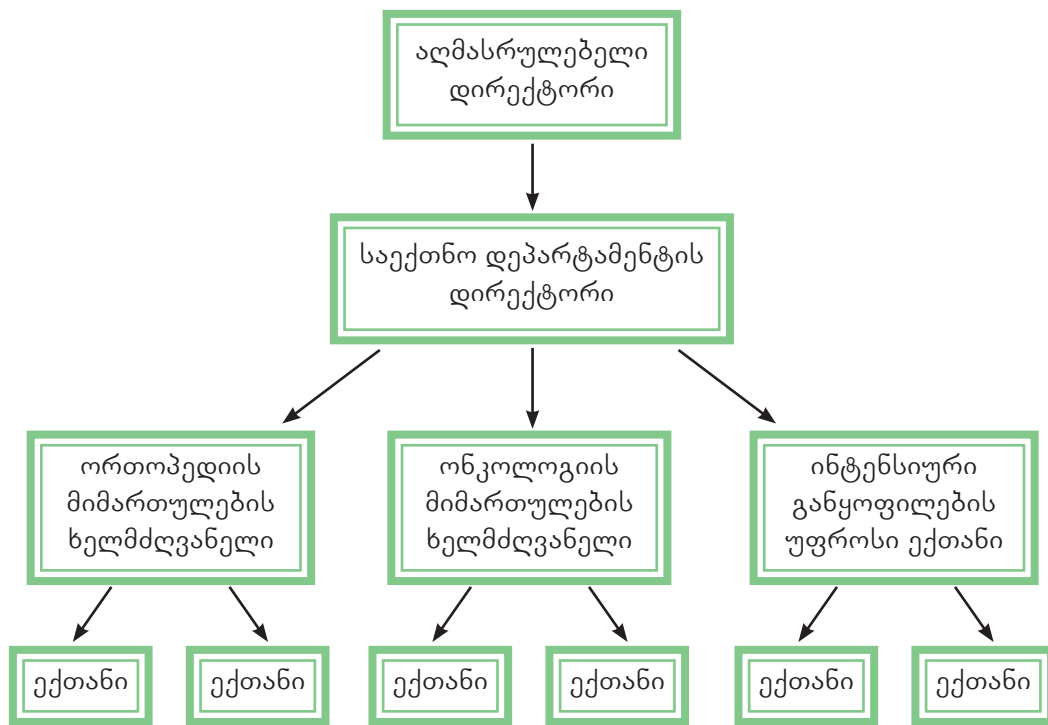 აღმასრულებელი
დირექტორი
საექთნო დეპარტამენტის
დირექტორი
ორთოპედიის
მიმართულების
ხელმძღვანელი
ონკოლოგიის
მიმართულების
ხელმძღვანელი
ინტენსიური
განყოფილების
უფროსი ექთანი
ექთანი
ექთანი
ექთანი
ექთანი
ექთანი
ექთანი